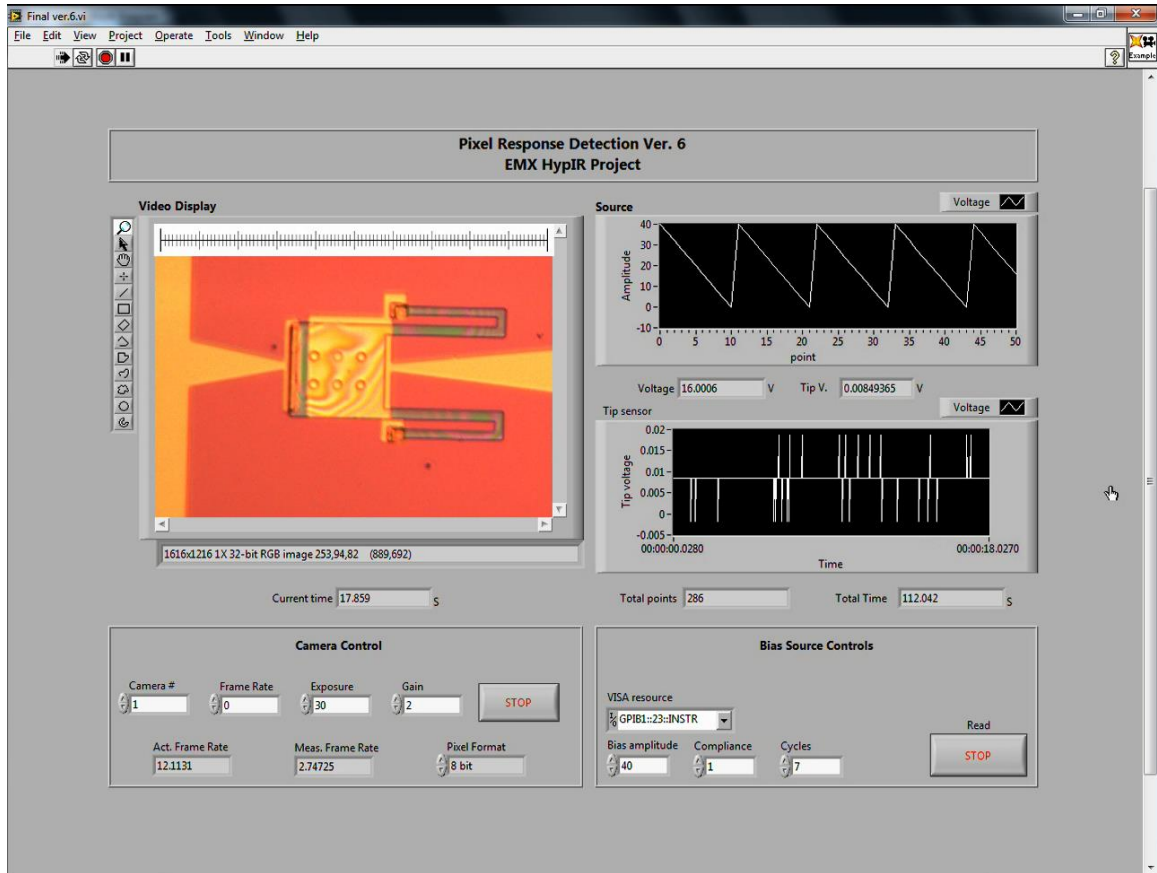 Final ver.6.vi
File Edit View Project Operate Tools Window Help
Example
Pixel Response Detection Ver. 6
EMX HypIR Project
Video Display
1616x1216 1X 32-bit RGB image 253,94,82 (889,692)
Source
Voltage
Amplitude
40
30
20
10
0
-10
0 5 10 15 20 25 30 35 40 45 50
point
Voltage 16.0006 V Tip V. 0.00849365 V
Tip sensor
Voltage
Tip voltage
0.02
0.015
0.01
0.005
0
-0.005
00:00:00.0280 00:00:18.0270
Time
Current time 17.859 S
Total points 286 Total Time 112.042 S
Camera Control
Camera # Frame Rate Exposure Gain
1 0 30 2 STOP
Act. Frame Rate Meas. Frame Rate Pixel Format
12.1131 2.74725 8 bit
Bias Source Controls
VISA resource
I/O GPIB1::23::INSTR
Read
Bias amplitude Compliance Cycles
40 1 7 STOP